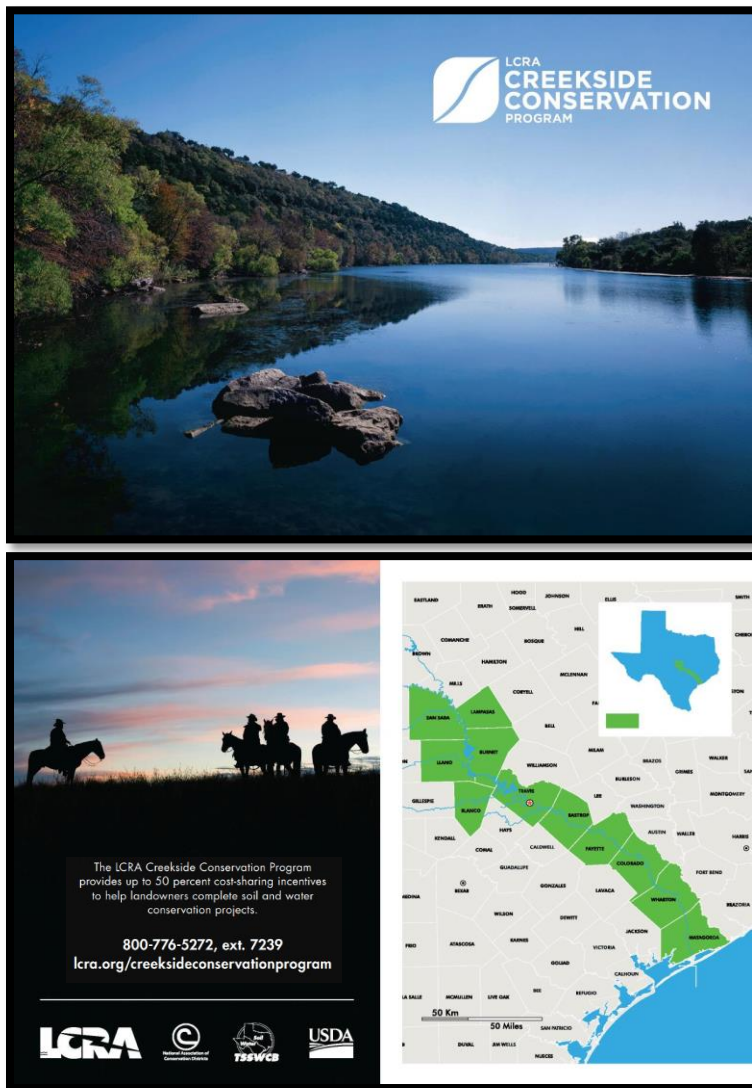 LCRA
CREEKSIDE
CONSERVATION
PROGRAM
The LCRA Creekside Conservation Program
provides up to 50 percent cost-sharing incentives
to help landowners complete soil and water
conservation projects.
800-776-5272, ext. 7239
lcra.org/creeksideconservationprogram
LCRA
National Association of
Conservation Districts
Soil
Water
TSSWCB
USDA
EASTLAND
ERATH
HOOD
SOMERVELL
JOHNSON
ELLIS
SMITH
COMANCHE
BOSQUE
HILL
BROWN
HAMILTON
MCLENNAN
MILLS
CORYELL
SAN SABA
LAMPASAS
BELL
LLANO
BURNET
WILLIAMSON
MILAM
BRAZOS
GRIMES
WALKER
BURLESON
MONTGOMERY
GILLESPIE
BLANCO
TRAVIS
LEE
WASHINGTON
BASTROP
AUSTIN
WALLER
HARRIS
KENDALL
HAYS
COMAL
CALDWELL
FAYETTE
COLORADO
GUADALUPE
FORT BEND
BEXAR
GONZALES
LAVACA
WHARTON
BRAZORIA
MEDINA
WILSON
DEWITT
JACKSON
MATAGORDA
FRIO
ATASCOSA
KARNES
VICTORIA
GOLIAD
CALHOUN
LA SALLE
MCMULLEN
LIVE OAK
BEE
REFUGIO
50 Km
50 Miles
SAN PATRICIO
DUVAL
JIM WELLS
NUECES